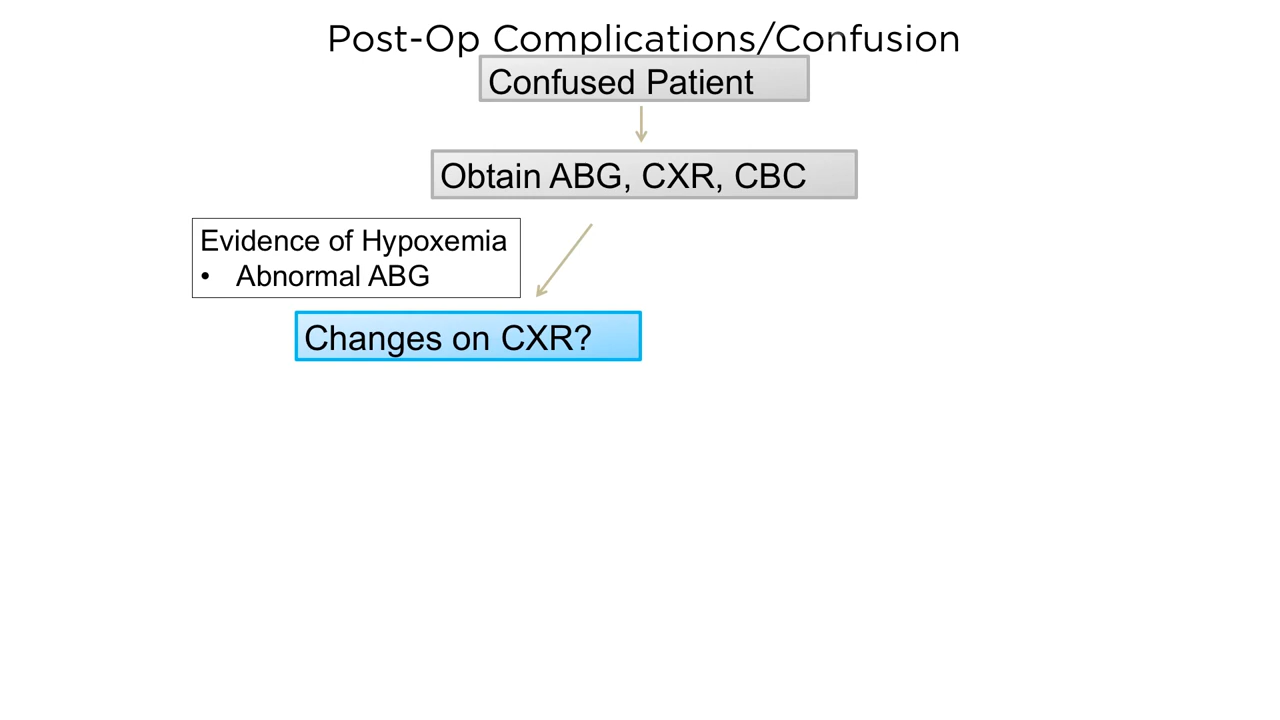 Post-Op Complications/Confusion
Confused Patient
Obtain ABG, CXR, CBC
Evidence of Hypoxemia
• Abnormal ABG
Changes on CXR?